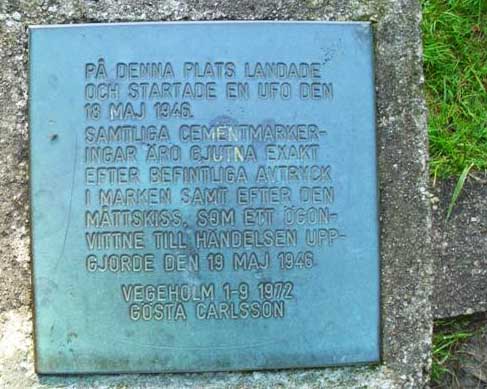 PÅ DENNA PLATS LANDADE
OCH STARTADE EN UFO DEN
18 MAJ 1946.
SAMTLIGA CEMENTMARKER-
INGAR ÄRO GJUTNA EXAKT
EFTER BEFINTLIGA AVTRYCK
I MARKEN SAMT EFTER DEN
MÅTTSKISS, SOM ETT ÖGON-
VITTNE TILL HÄNDELSEN UPP-
GJORDE DEN 19 MAJ 1946.
VEGEHOLM 1-9 1972
GÖSTA CARLSSON